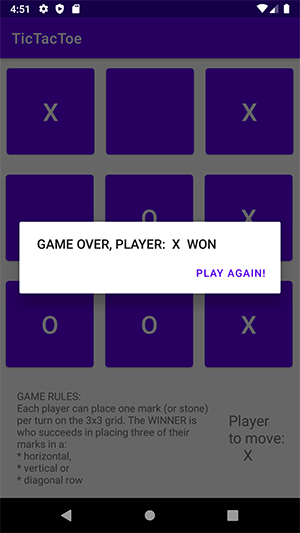 4:51
TicTacToe
X X
O X
GAME OVER, PLAYER:  X  WON
PLAY AGAIN!
O O X
GAME RULES:
Each player can place one mark (or stone)
per turn on the 3x3 grid. The WINNER is
who succeeds in placing three of their
marks in a:
* horizontal,
* vertical or
* diagonal row
Player
to move:
X